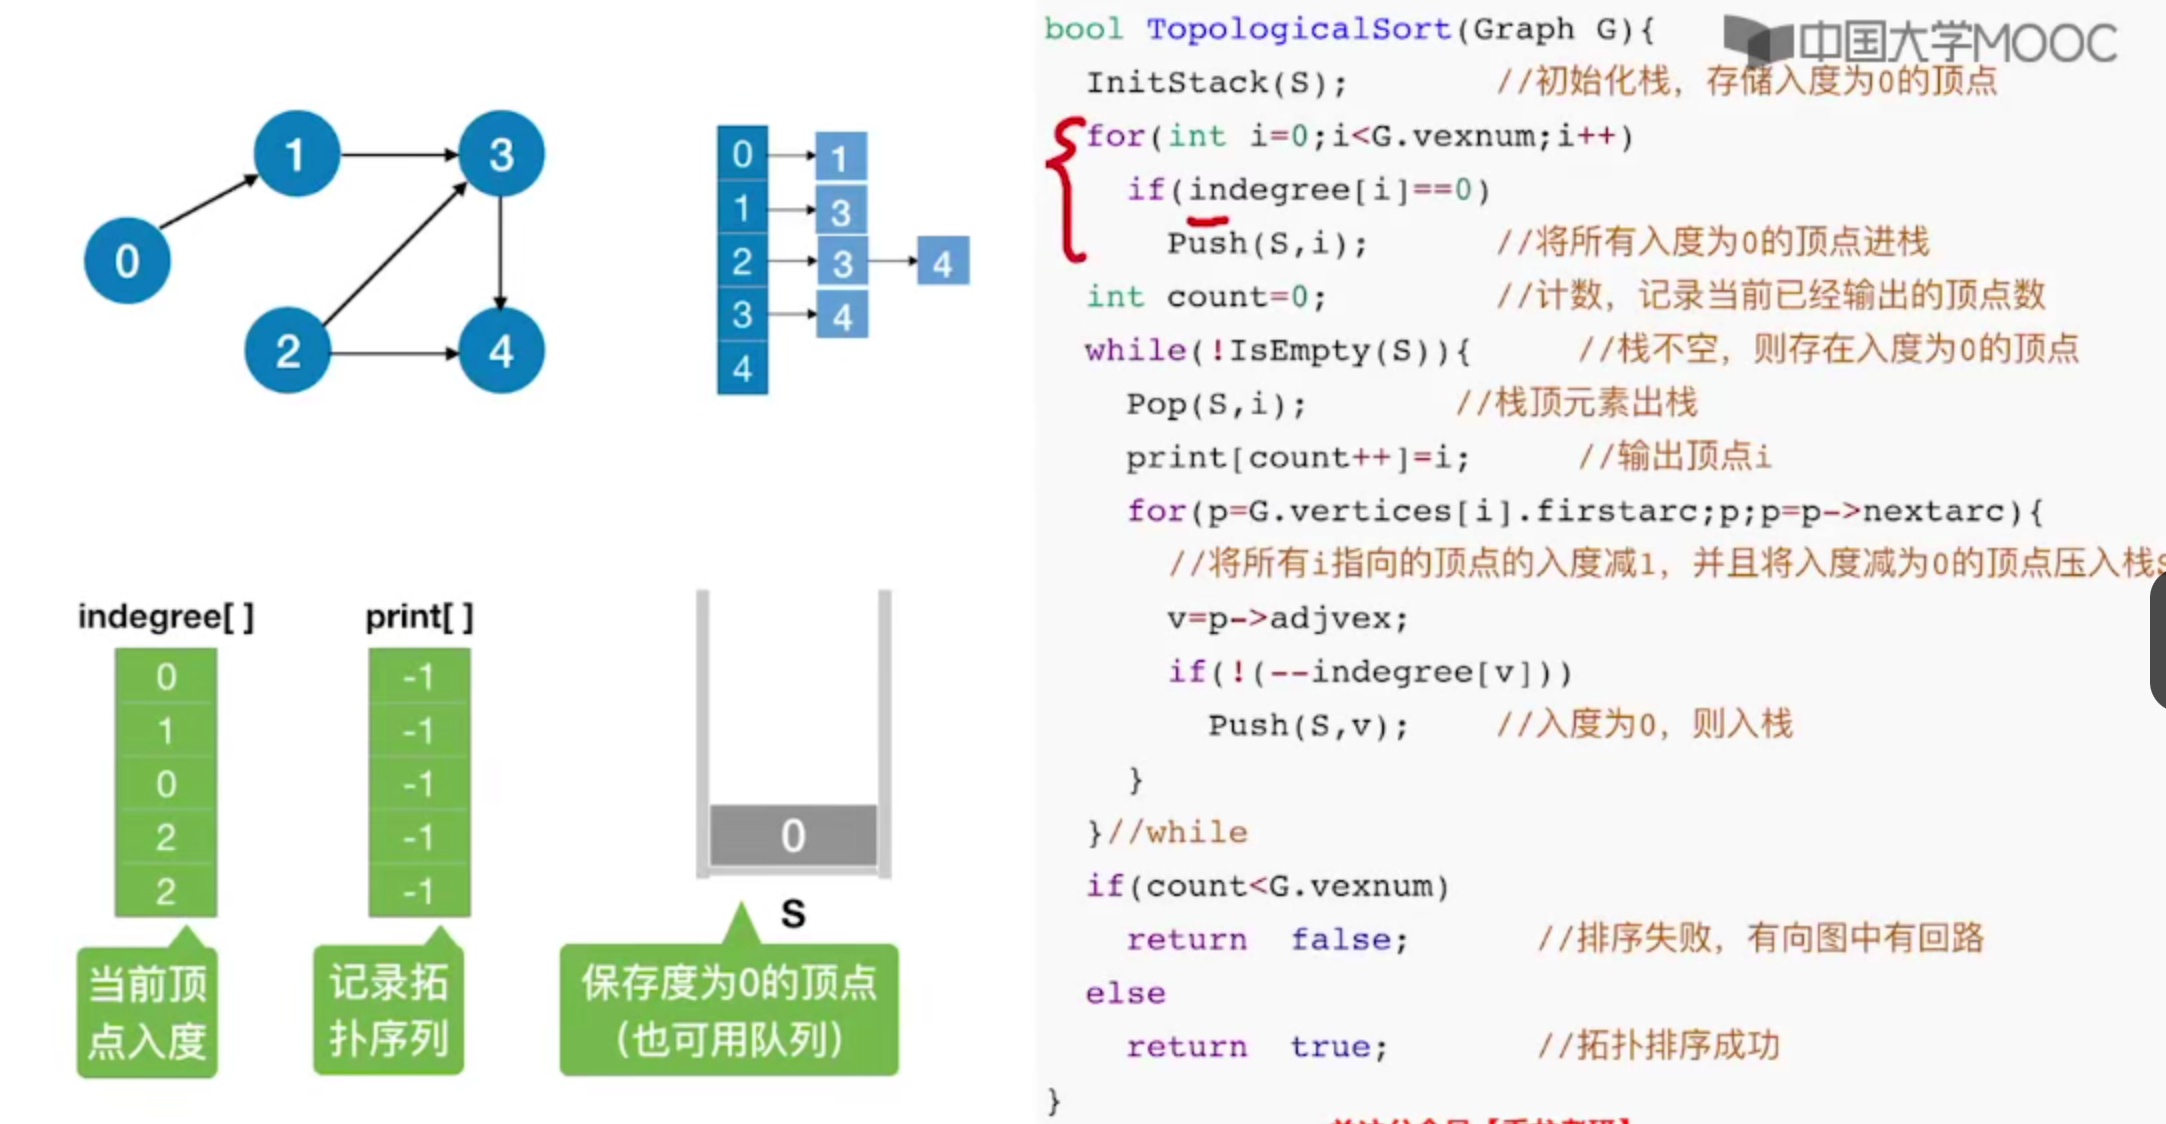 bool TopologicalSort(Graph G){
中国大学MOOC
InitStack(S); //初始化栈，存储入度为0的顶点
for(int i=0;i<G.vexnum;i++)
if(indegree[i]==0)
Push(S,i); //将所有入度为0的顶点进栈
int count=0; //计数，记录当前已经输出的顶点数
while(!IsEmpty(S)){ //栈不空，则存在入度为0的顶点
Pop(S,i); //栈顶元素出栈
print[count++]=i; //输出顶点i
for(p=G.vertices[i].firstarc;p;p=p->nextarc){
//将所有i指向的顶点的入度减1，并且将入度减为0的顶点压入栈S
v=p->adjvex;
if(!(--indegree[v]))
Push(S,v); //入度为0，则入栈
}
}//while
if(count<G.vexnum)
return false; //排序失败，有向图中有回路
else
return true; //拓扑排序成功
}
0
1
2
3
4
0 1
1 3
2 3 4
3 4
4
indegree[ ]
0
1
0
2
2
当前顶
点入度
print[ ]
-1
-1
-1
-1
-1
记录拓
扑序列
0
S
保存度为0的顶点
（也可用队列）